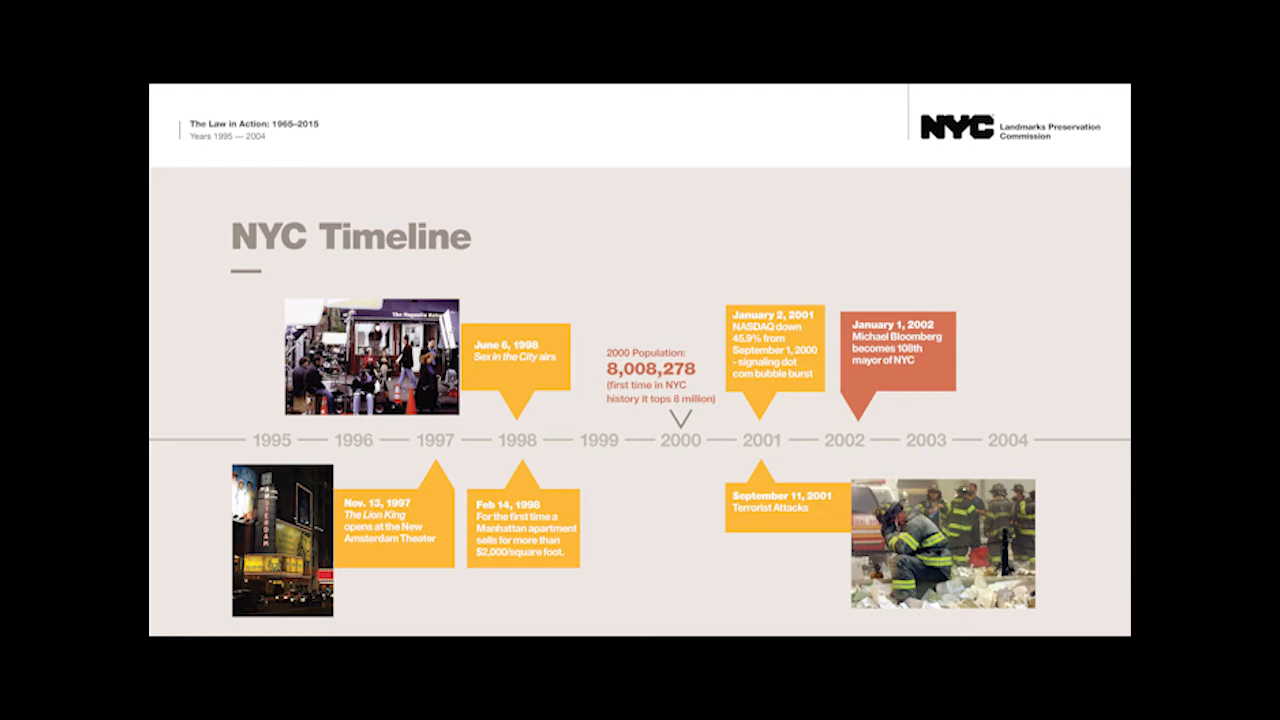 The Law in Action: 1965–2015
Years 1995 — 2004
NYC
Landmarks Preservation
Commission
NYC Timeline
June 6, 1998
Sex in the City airs
2000 Population:
8,008,278
(first time in NYC
history it tops 8 million)
January 2, 2001
NASDAQ down
45.9% from
September 1, 2000
- signaling dot
com bubble burst
January 1, 2002
Michael Bloomberg
becomes 108th
mayor of NYC
1995
1996
1997
1998
1999
2000
2001
2002
2003
2004
Nov. 13, 1997
The Lion King
opens at the New
Amsterdam Theater
Feb 14, 1998
For the first time a
Manhattan apartment
sells for more than
$2,000/square foot.
September 11, 2001
Terrorist Attacks